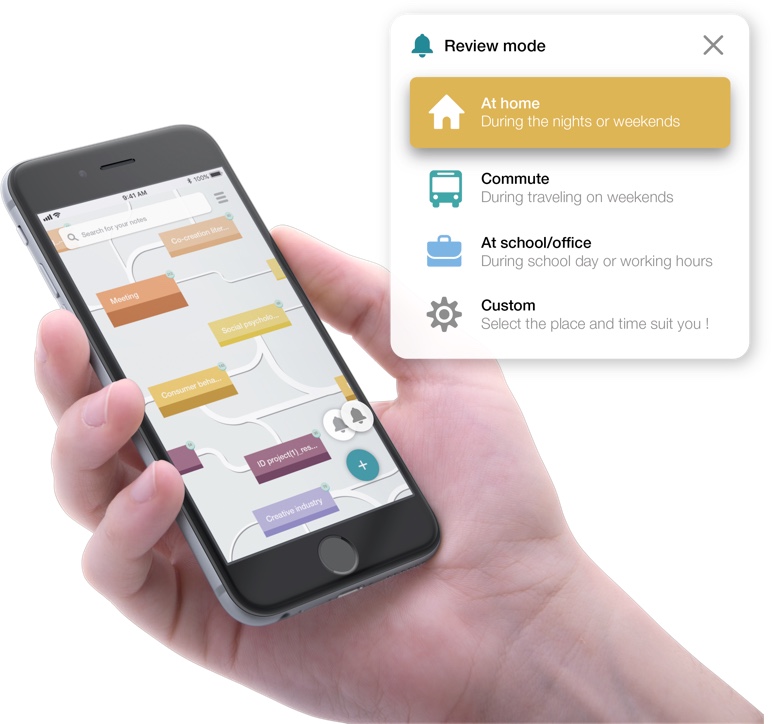 Review mode
At home
During the nights or weekends
Commute
During traveling on weekends
At school/office
During school day or working hours
Custom
Select the place and time suit you !
9:41 AM
100%
Search for your notes
Co-creation liter...
Meeting
Social psycholo...
Consumer beha...
ID project(1)_res...
Creative industry